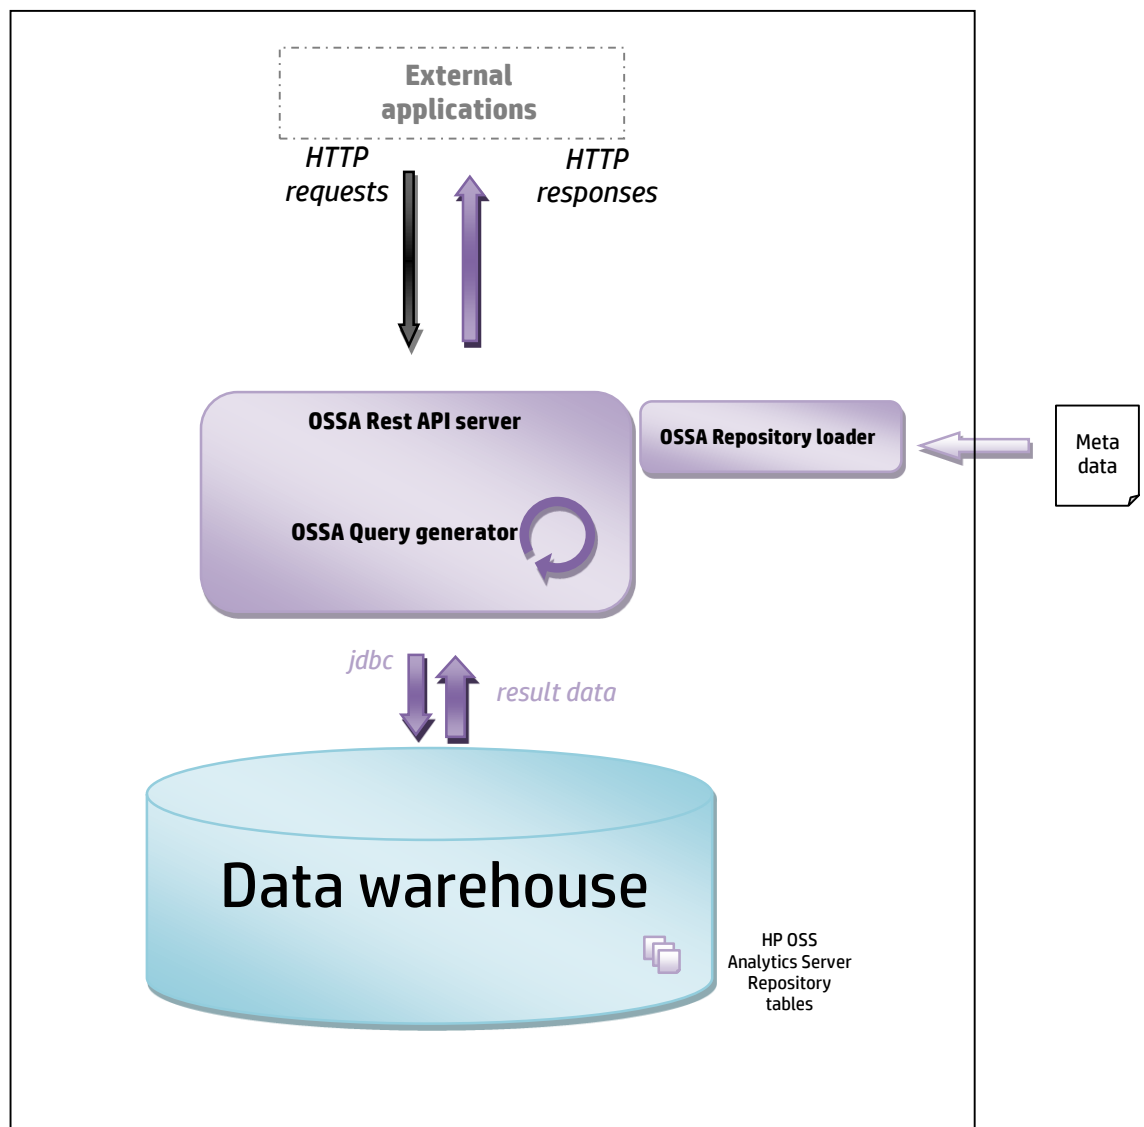 External
applications
HTTP
requests
HTTP
responses
OSSA Rest API server
OSSA Repository loader
Meta
data
OSSA Query generator
jdbc
result data
Data warehouse
HP OSS
Analytics Server
Repository
tables